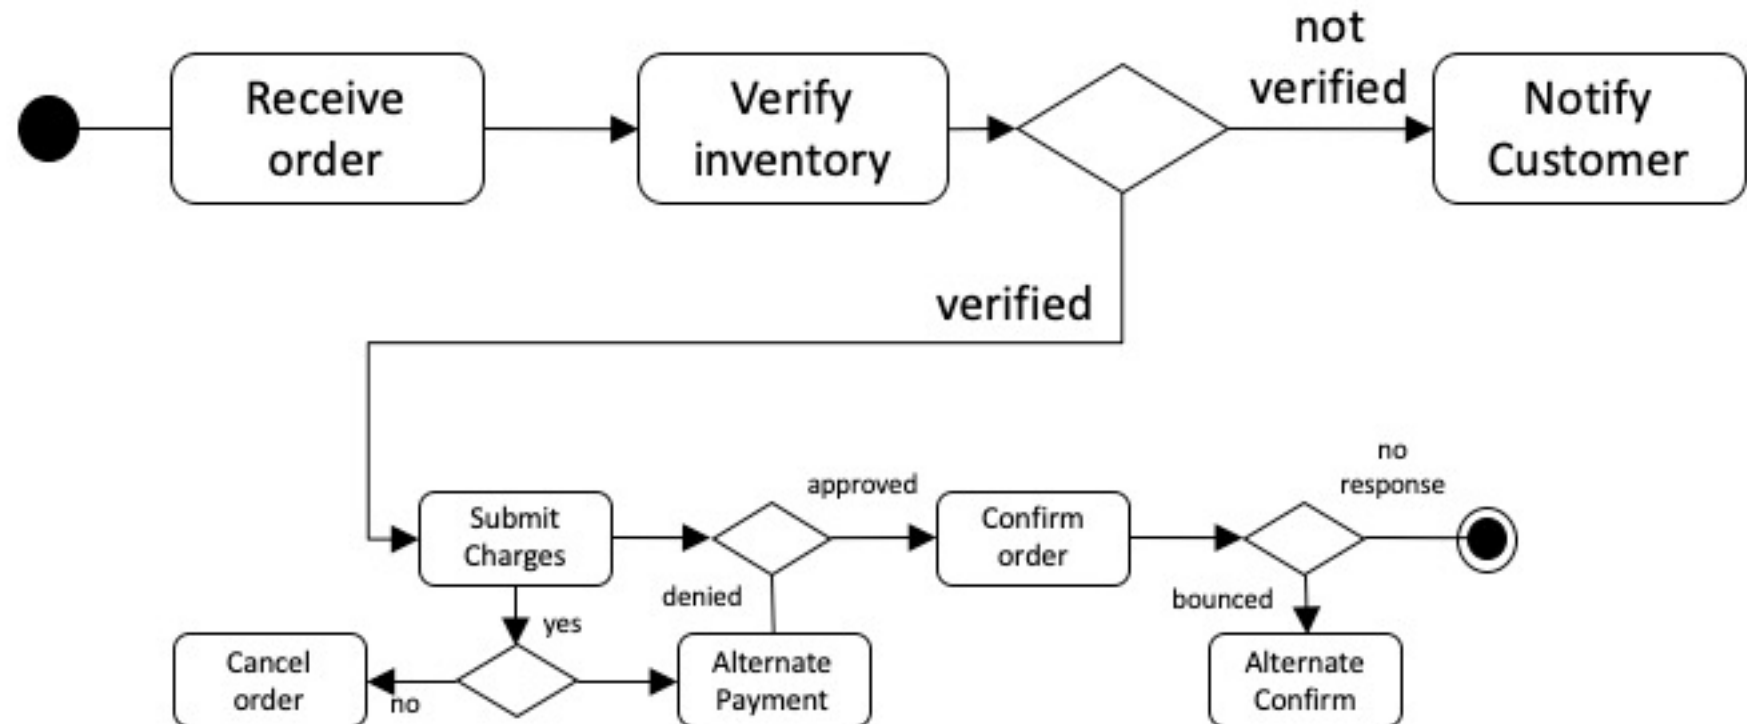 Receive
order
Verify
inventory
not
verified
Notify
Customer
verified
Submit
Charges
approved
Confirm
order
no
response
denied
bounced
yes
Cancel
order
no
Alternate
Payment
Alternate
Confirm